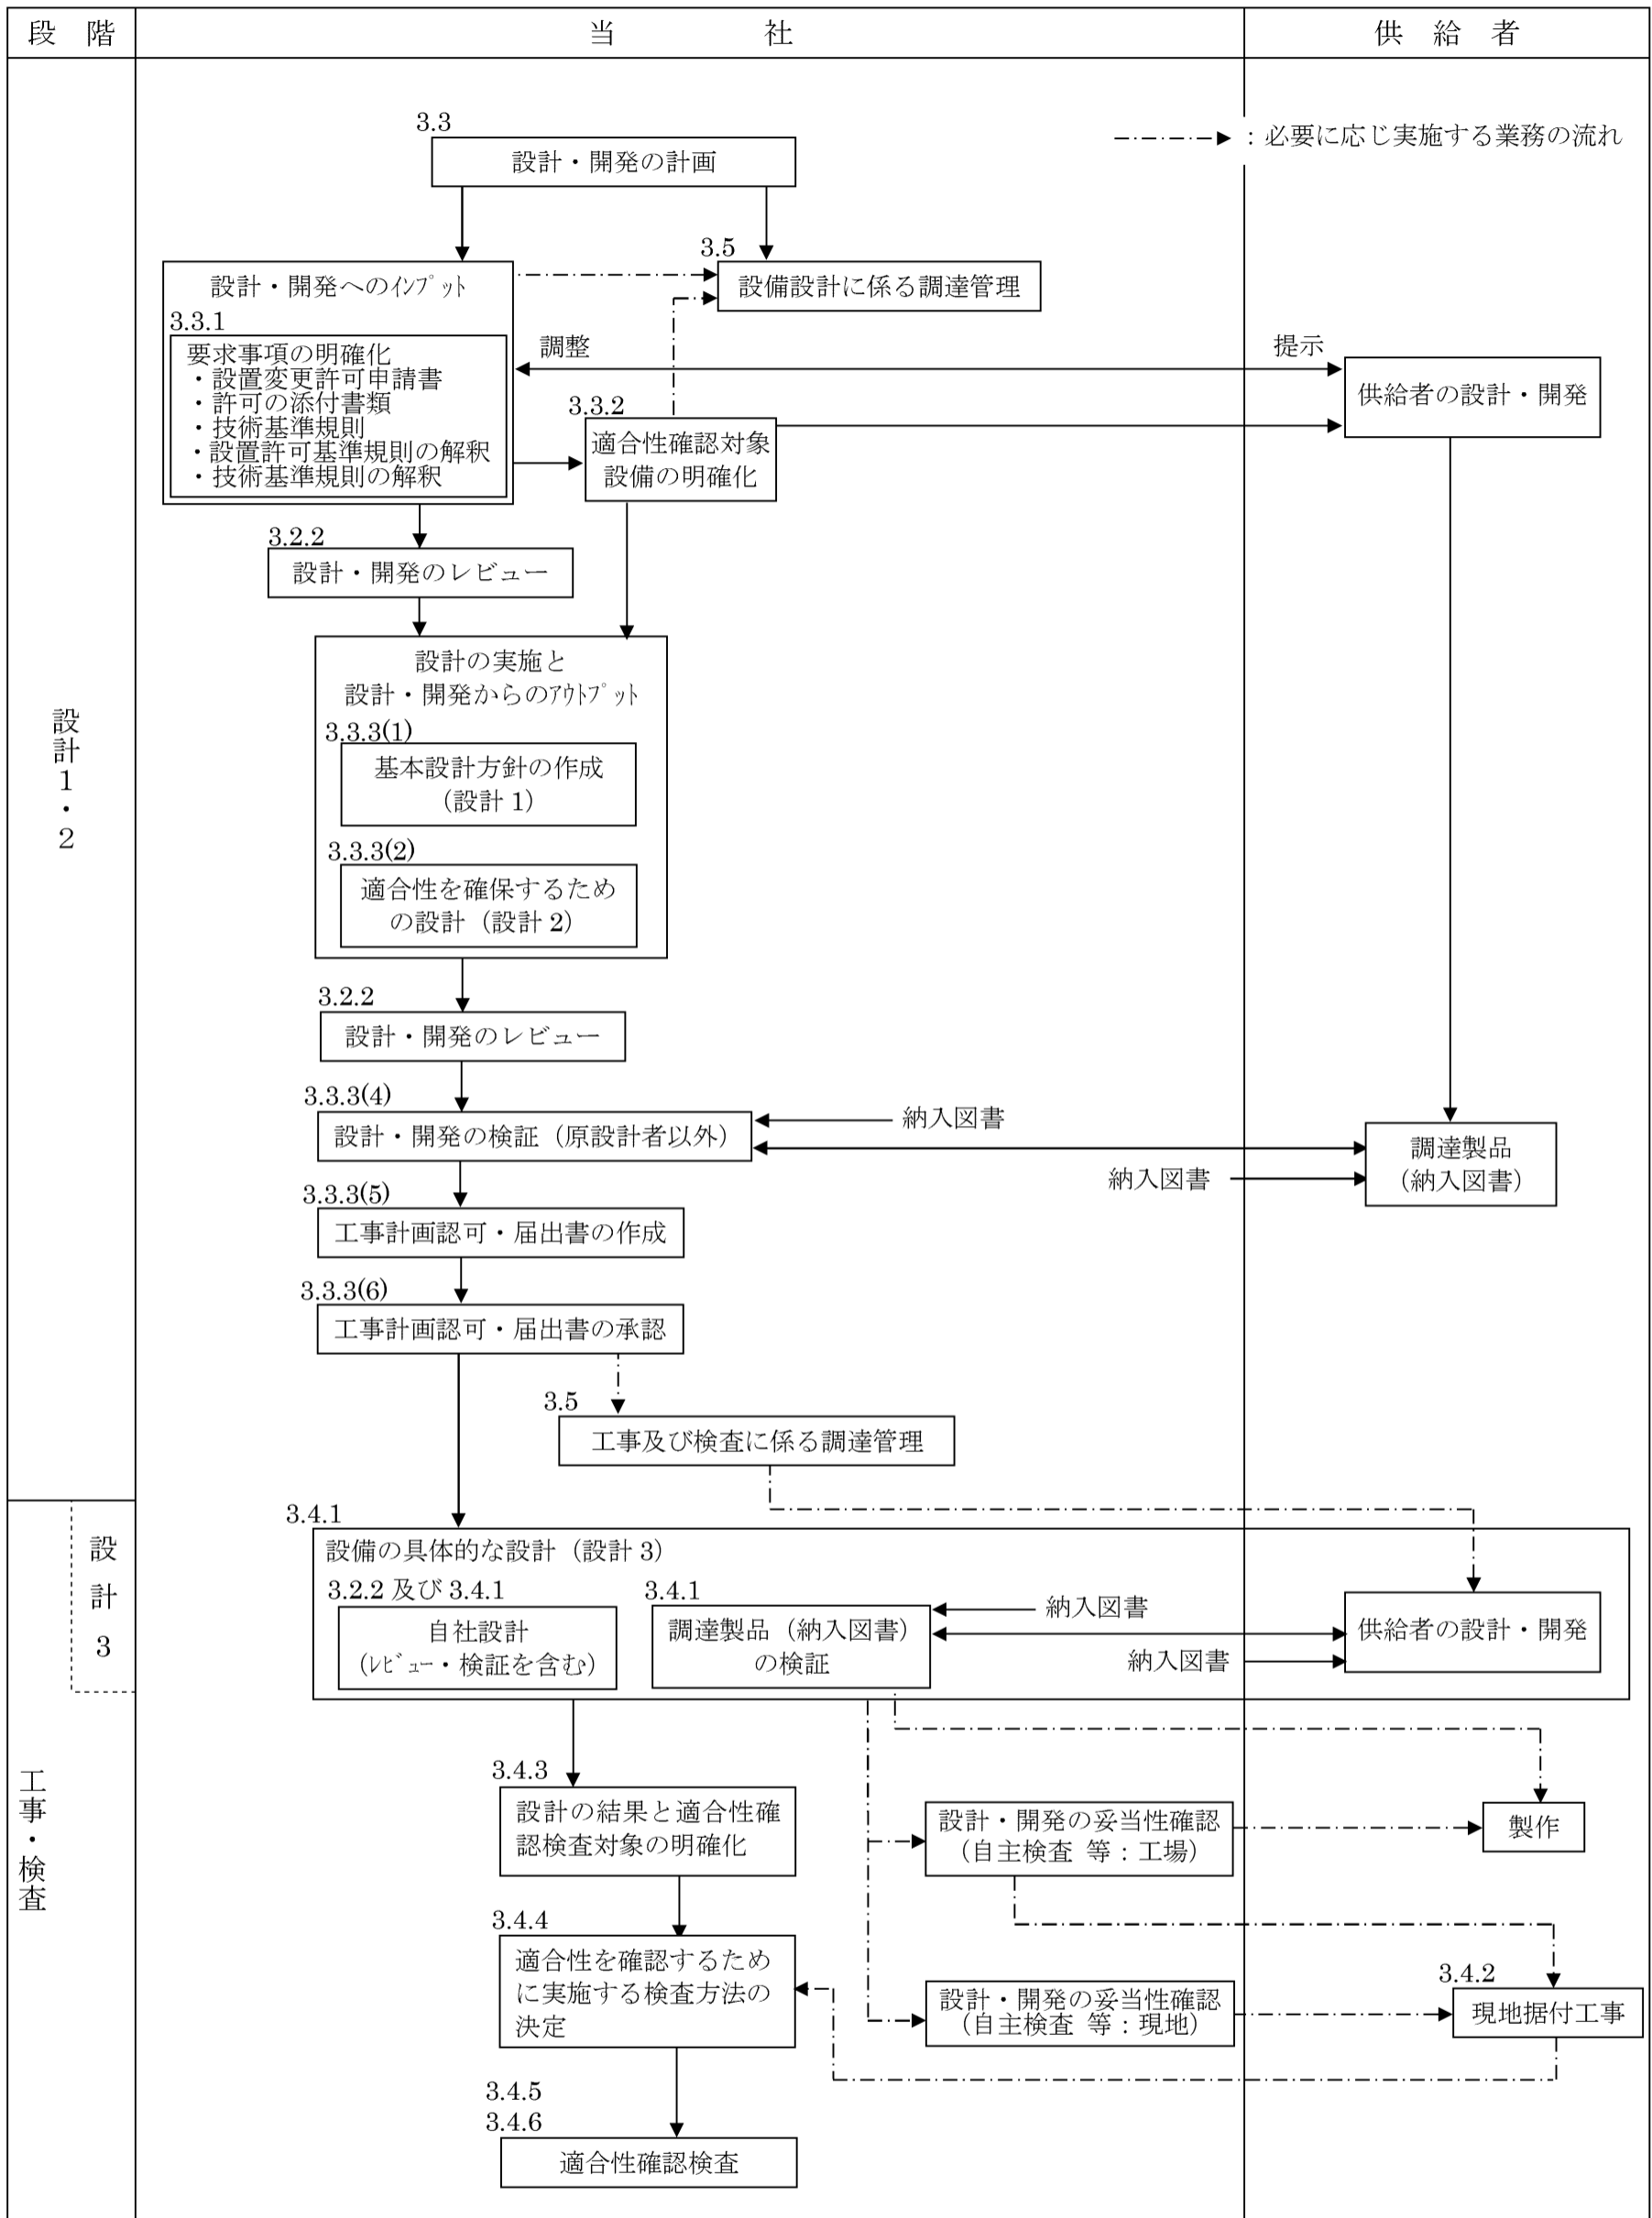 段 階
当 社
供 給 者
：必要に応じ実施する業務の流れ
3.3
設計・開発の計画
3.5
設備設計に係る調達管理
設計・開発へのｲﾝﾌﾟｯﾄ
3.3.1
要求事項の明確化
・設置変更許可申請書
・許可の添付書類
・技術基準規則
・設置許可基準規則の解釈
・技術基準規則の解釈
調整
提示
供給者の設計・開発
3.3.2
適合性確認対象
設備の明確化
3.2.2
設計・開発のレビュー
設計の実施と
設計・開発からのｱｳﾄﾌﾟｯﾄ
3.3.3(1)
基本設計方針の作成
（設計 1）
3.3.3(2)
適合性を確保するため
の設計（設計 2）
設計１・２
3.2.2
設計・開発のレビュー
3.3.3(4)
設計・開発の検証（原設計者以外）
納入図書
納入図書
調達製品
（納入図書）
3.3.3(5)
工事計画認可・届出書の作成
3.3.3(6)
工事計画認可・届出書の承認
3.5
工事及び検査に係る調達管理
設計３
3.4.1
設備の具体的な設計（設計 3）
3.2.2 及び 3.4.1
自社設計
（ﾚﾋﾞｭｰ・検証を含む）
3.4.1
調達製品（納入図書）
の検証
納入図書
納入図書
供給者の設計・開発
工事・検査
3.4.3
設計の結果と適合性確
認検査対象の明確化
設計・開発の妥当性確認
（自主検査 等：工場）
製作
3.4.4
適合性を確認するため
に実施する検査方法の
決定
設計・開発の妥当性確認
（自主検査 等：現地）
3.4.2
現地据付工事
3.4.5
3.4.6
適合性確認検査